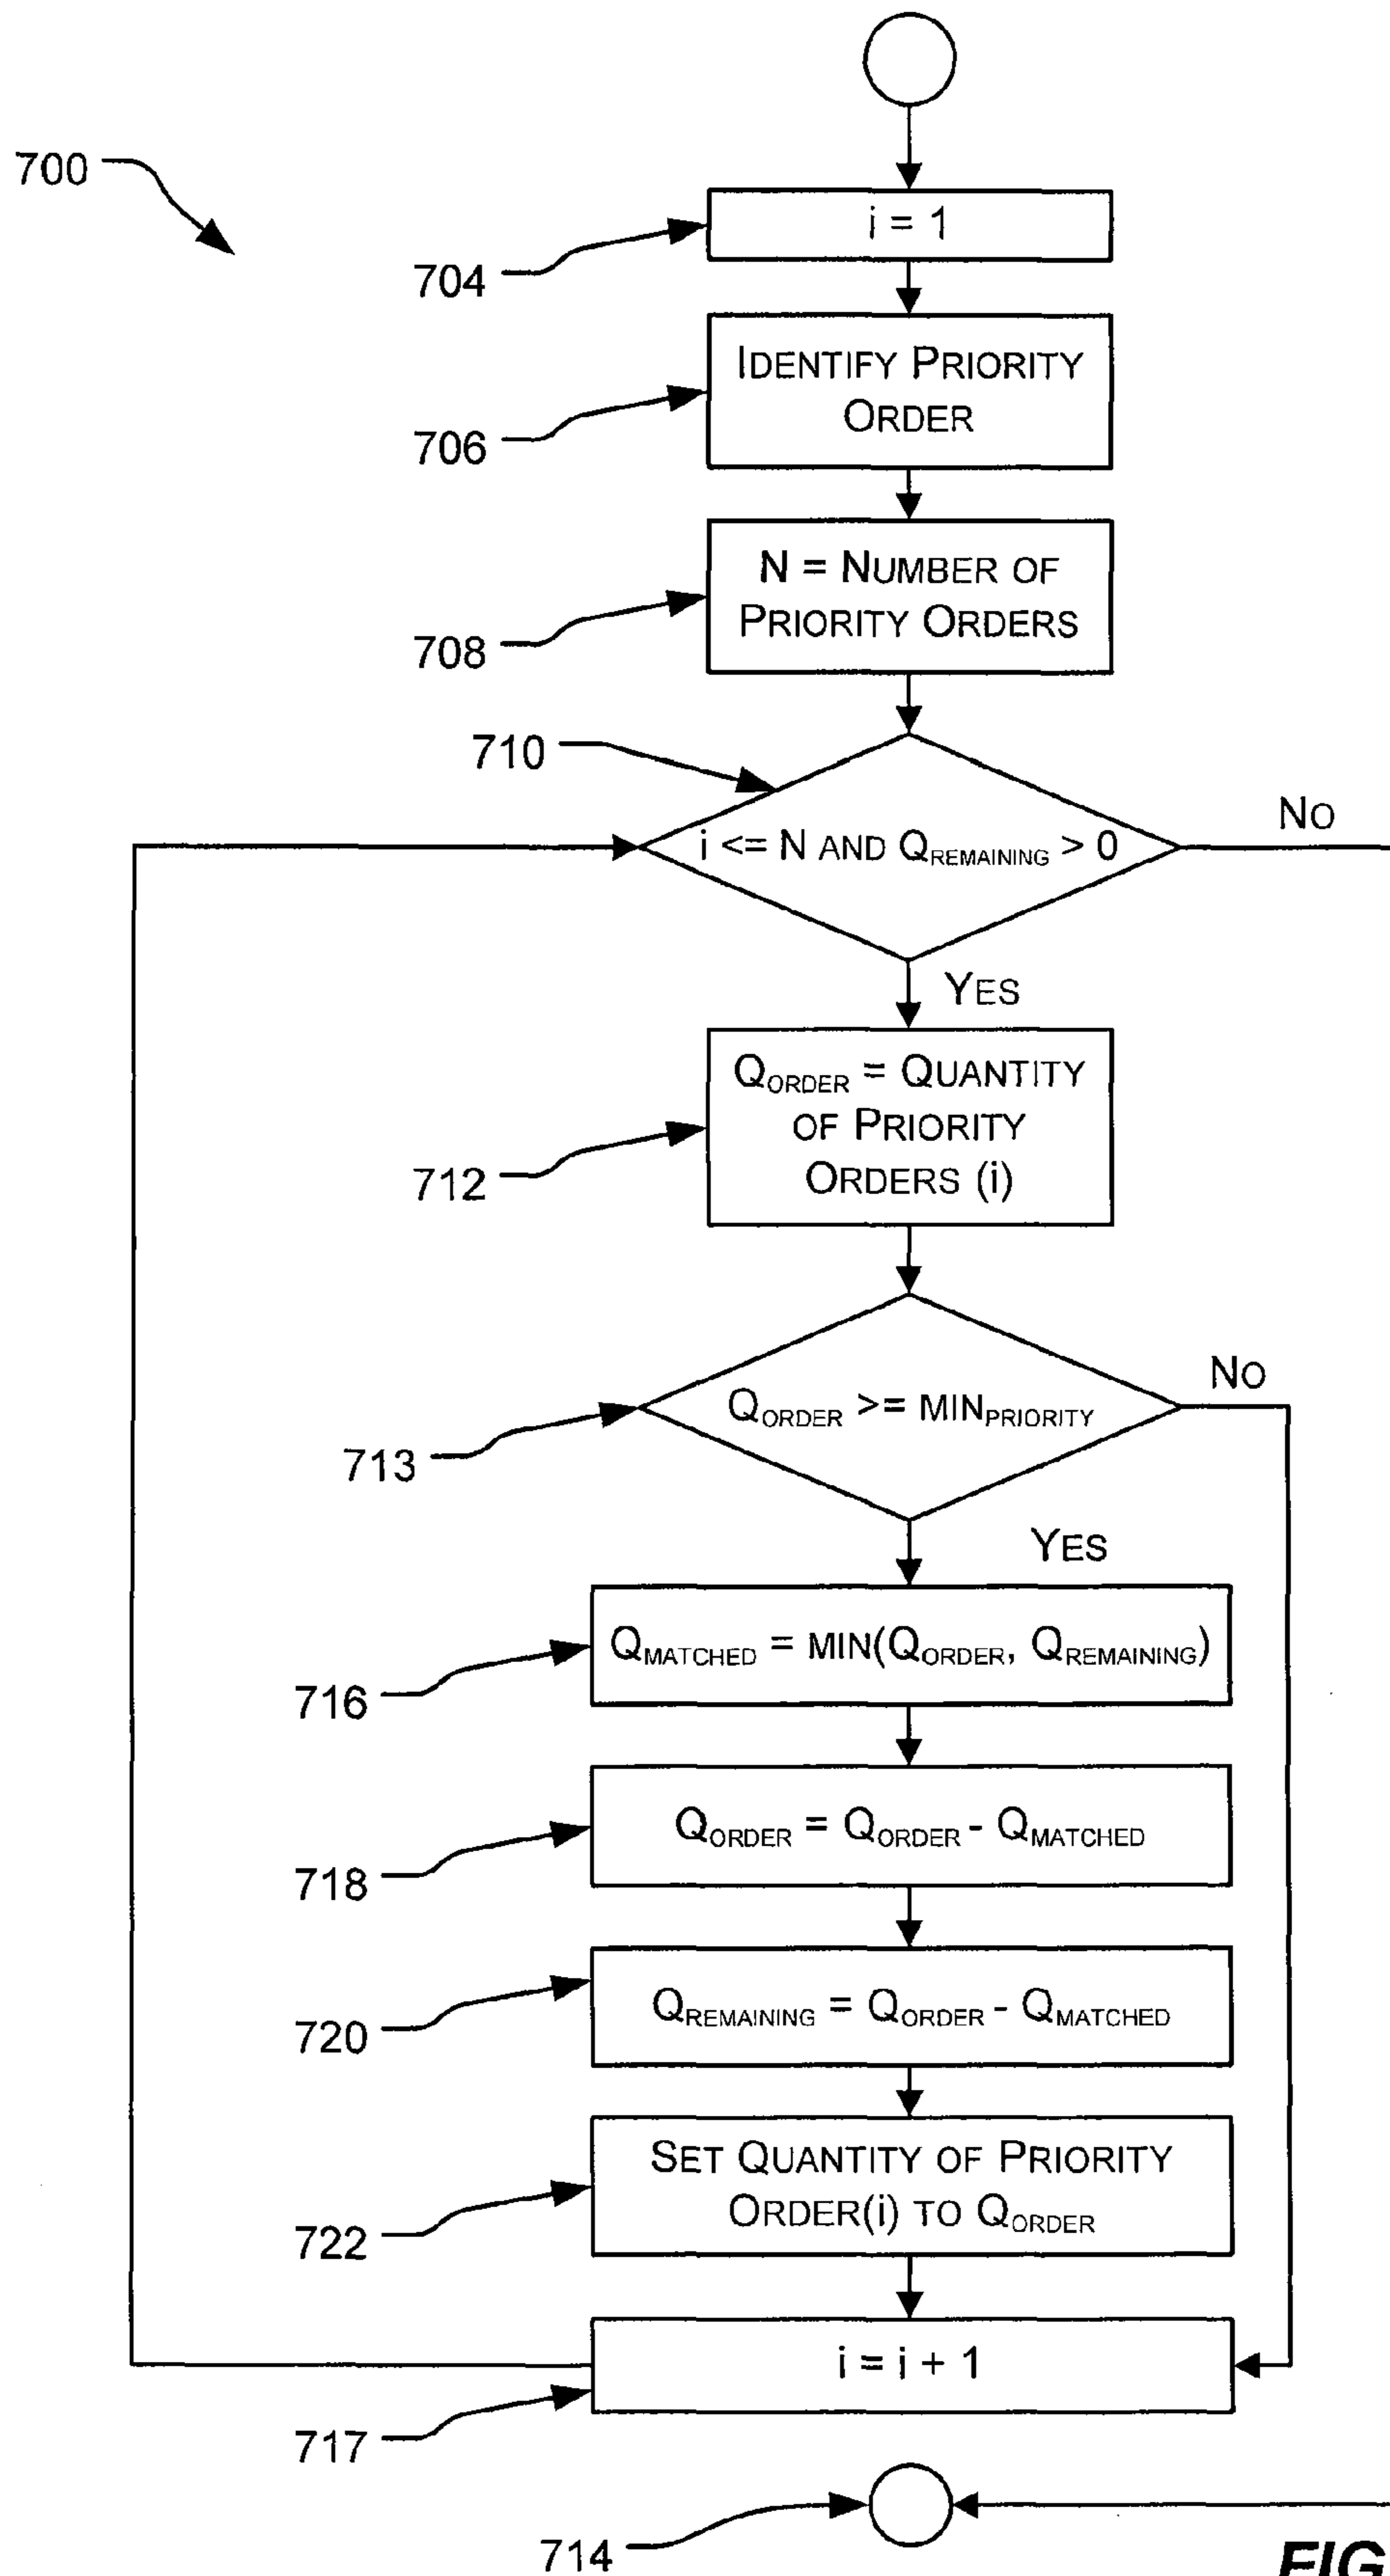 700
i = 1
704
IDENTIFY PRIORITY
ORDER
706
N = NUMBER OF
PRIORITY ORDERS
708
710
NO
i <= N AND QREMAINING > 0
YES
QORDER = QUANTITY
OF PRIORITY
ORDERS (i)
712
NO
QORDER >= MINPRIORITY
713
YES
QMATCHED = MIN(QORDER, QREMAINING)
716
QORDER = QORDER - QMATCHED
718
QREMAINING = QORDER - QMATCHED
720
SET QUANTITY OF PRIORITY
ORDER(i) TO QORDER
722
i = i + 1
717
714
FIG